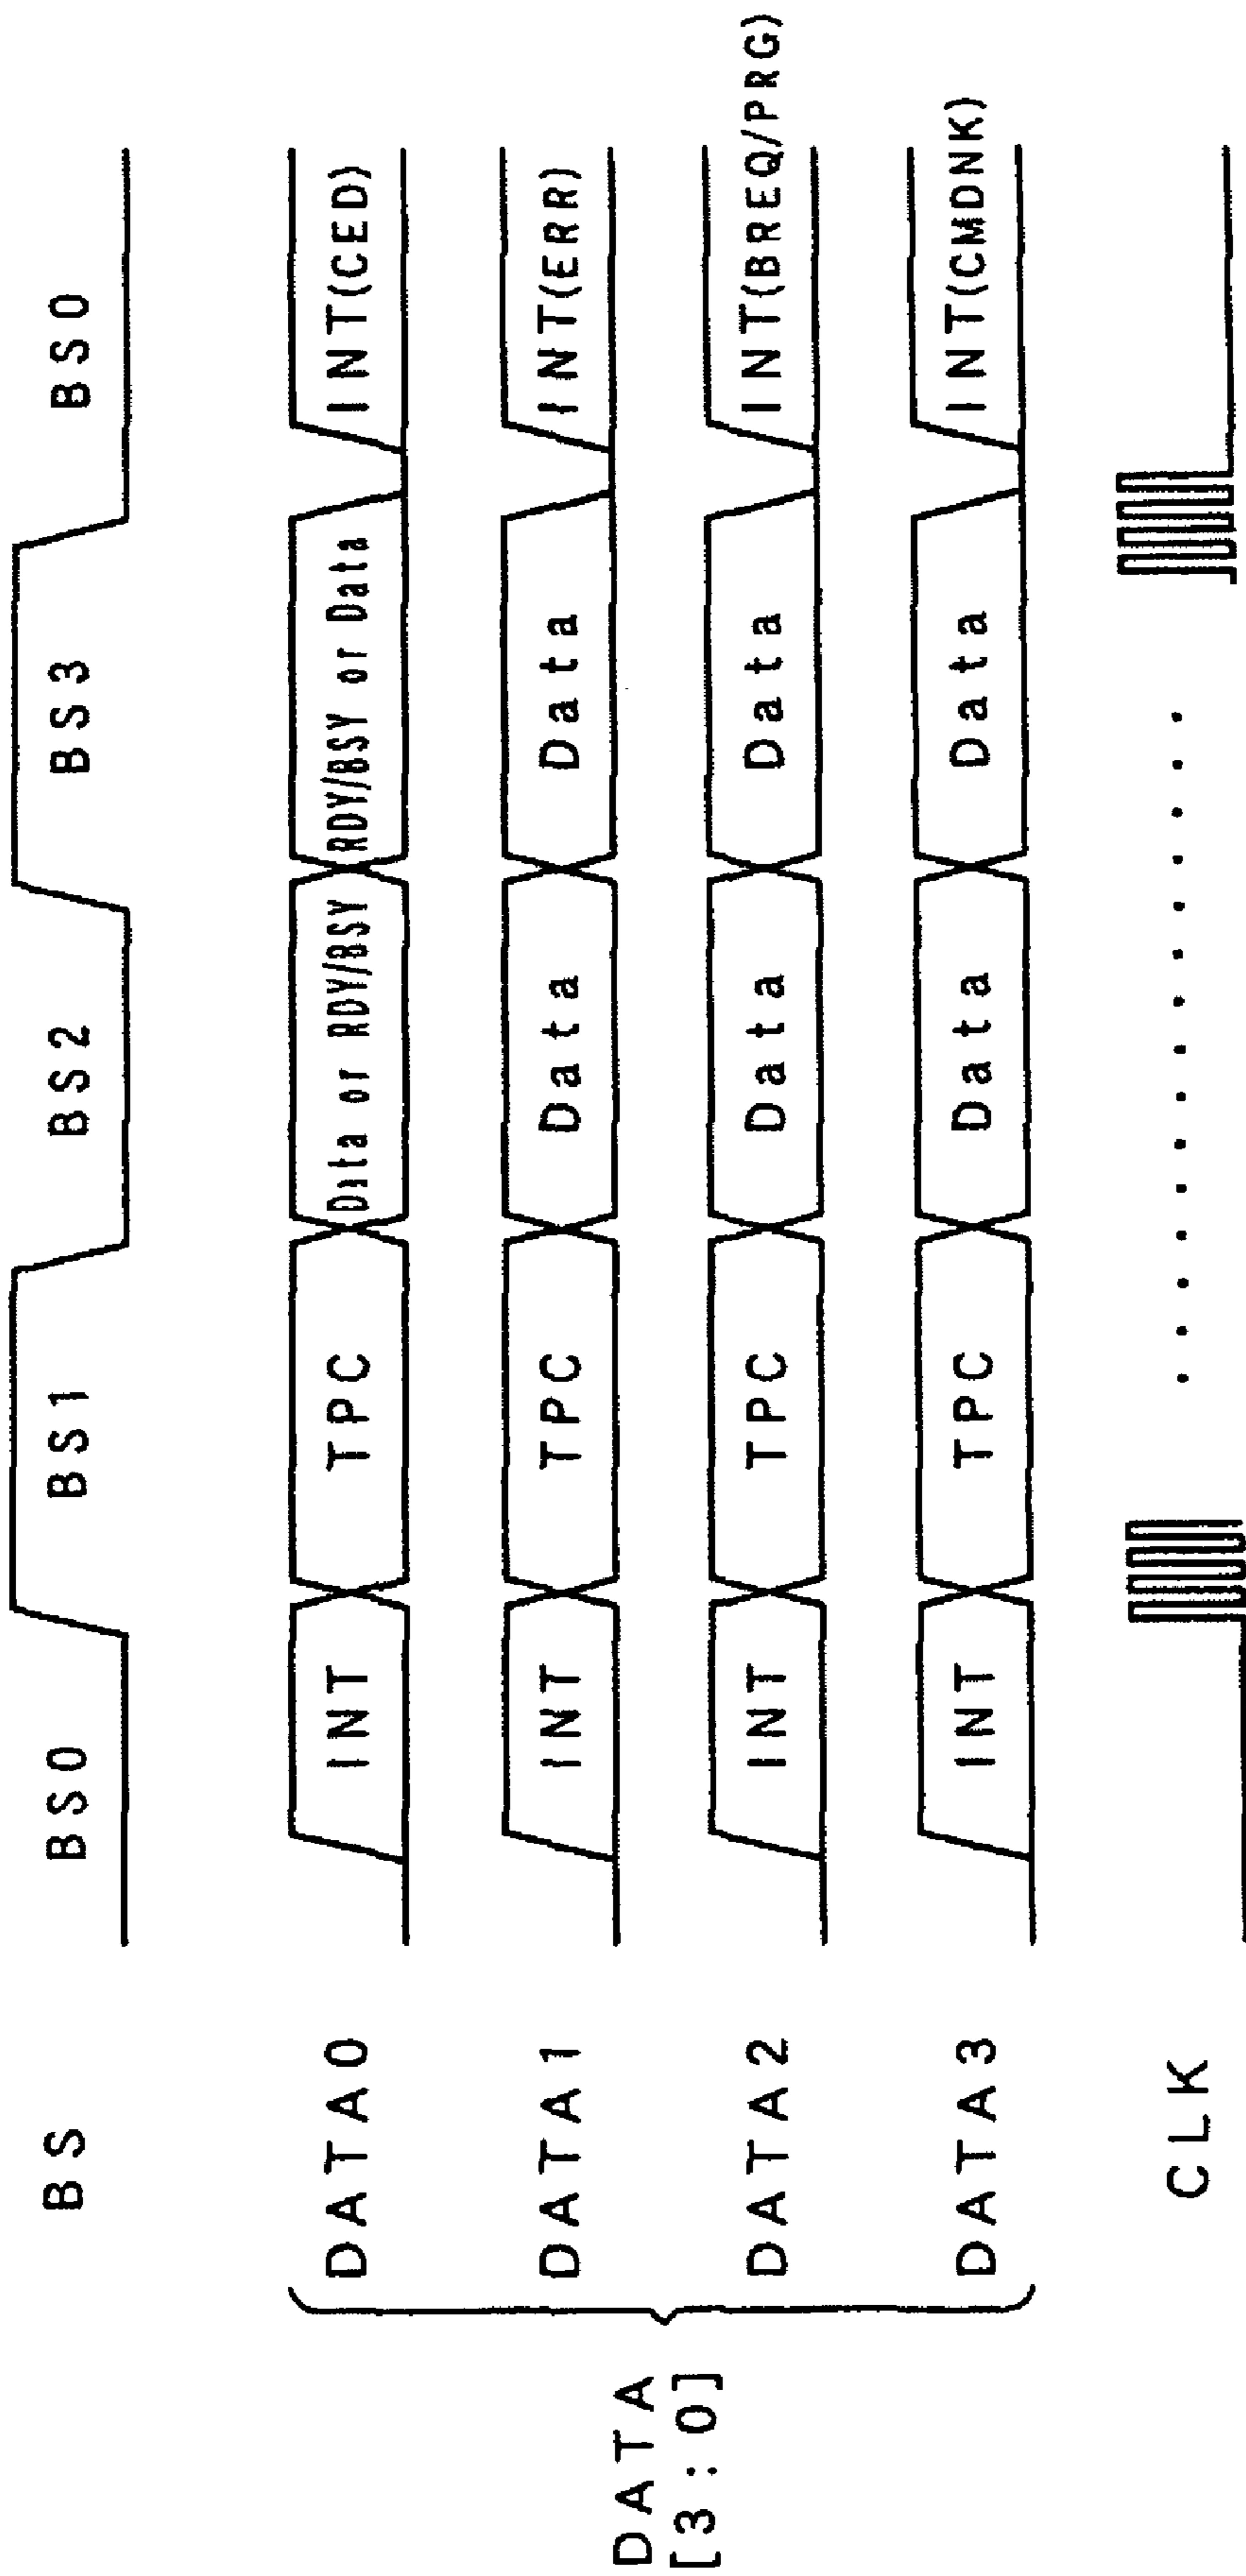 BS
BS0
BS1
BS2
BS3
BS0
DATA
[3:0]
DATA0
INT
TPC
Data or RDY/BSY
RDY/BSY or Data
INT(CED)
DATA1
INT
TPC
Data
Data
INT(ERR)
DATA2
INT
TPC
Data
Data
INT(BREQ/PRG)
DATA3
INT
TPC
Data
Data
INT(CMDNK)
CLK